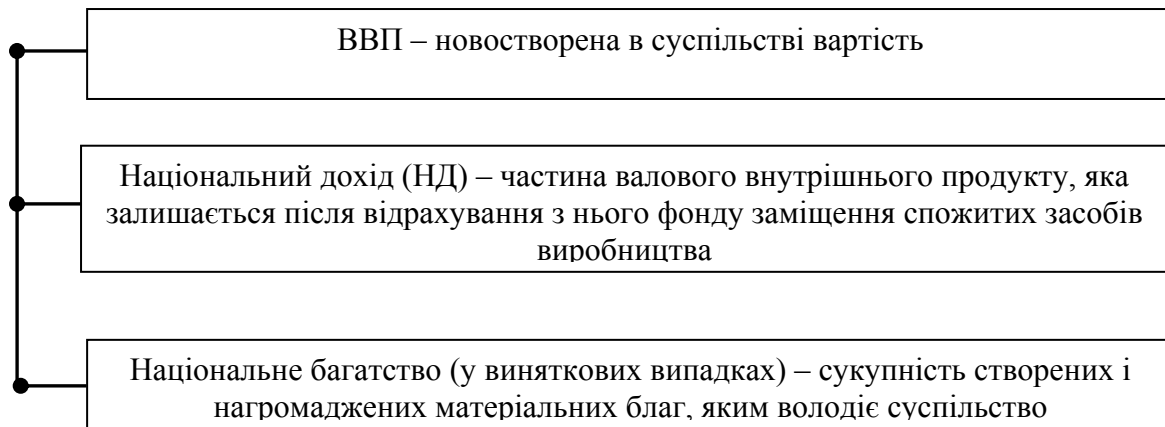 ВВП – новостворена в суспільстві вартість
Національний дохід (НД) – частина валового внутрішнього продукту, яка
залишається після відрахування з нього фонду заміщення спожитих засобів
виробництва
Національне багатство (у виняткових випадках) – сукупність створених і
нагромаджених матеріальних благ, яким володіє суспільство